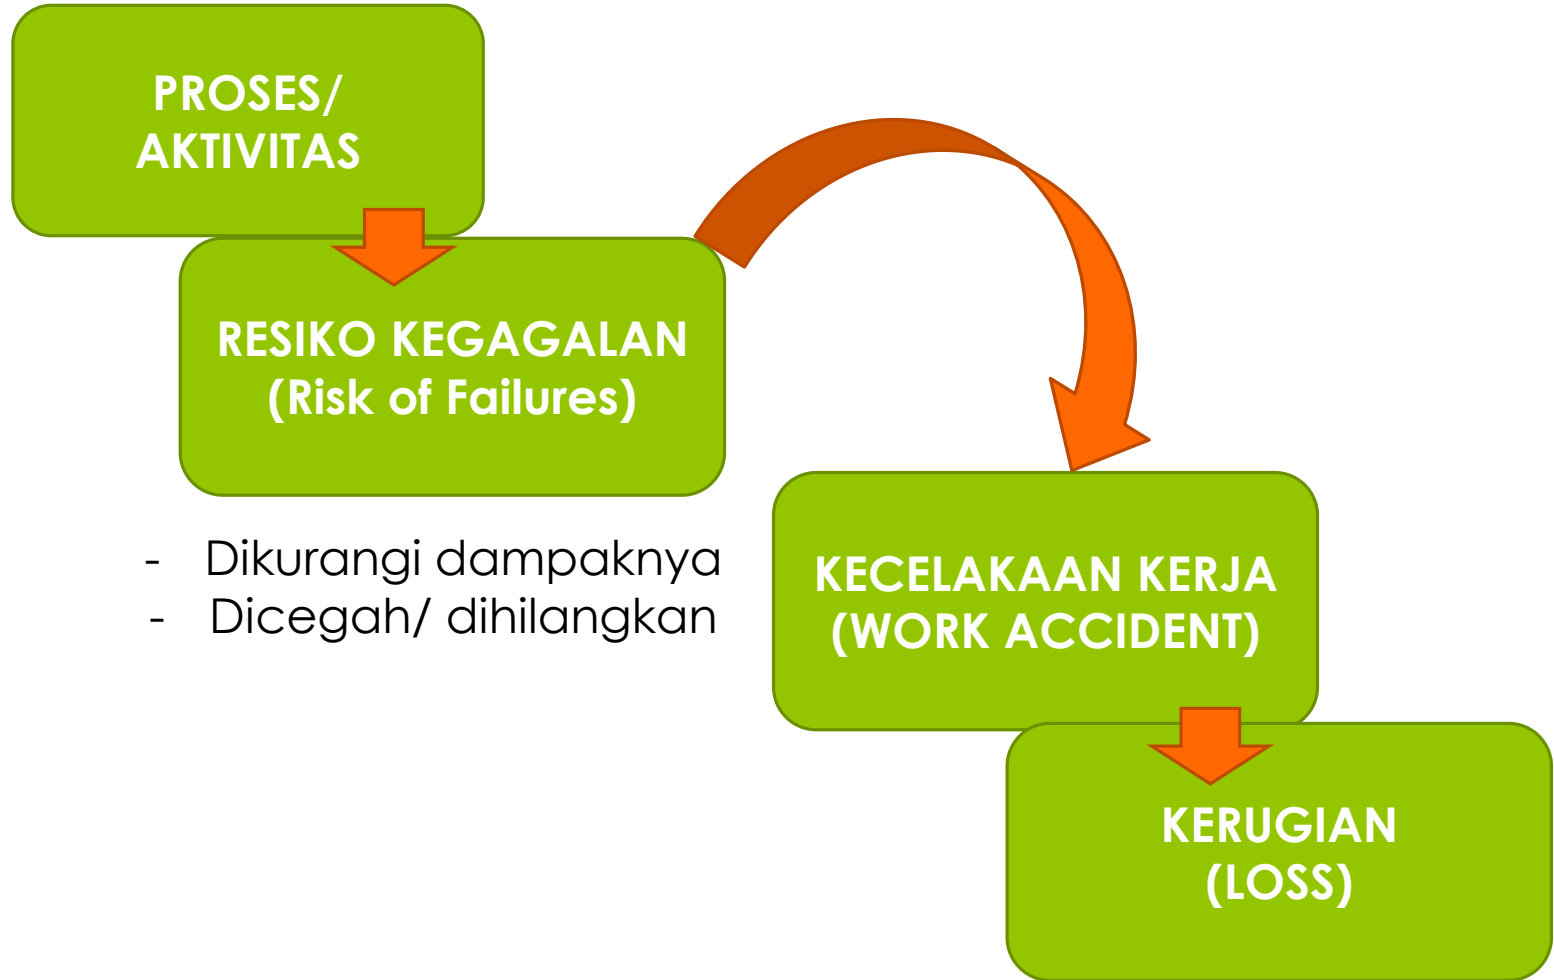 PROSES/
AKTIVITAS
RESIKO KEGAGALAN
(Risk of Failures)
- Dikurangi dampaknya
- Dicegah/ dihilangkan
KECELAKAAN KERJA
(WORK ACCIDENT)
KERUGIAN
(LOSS)